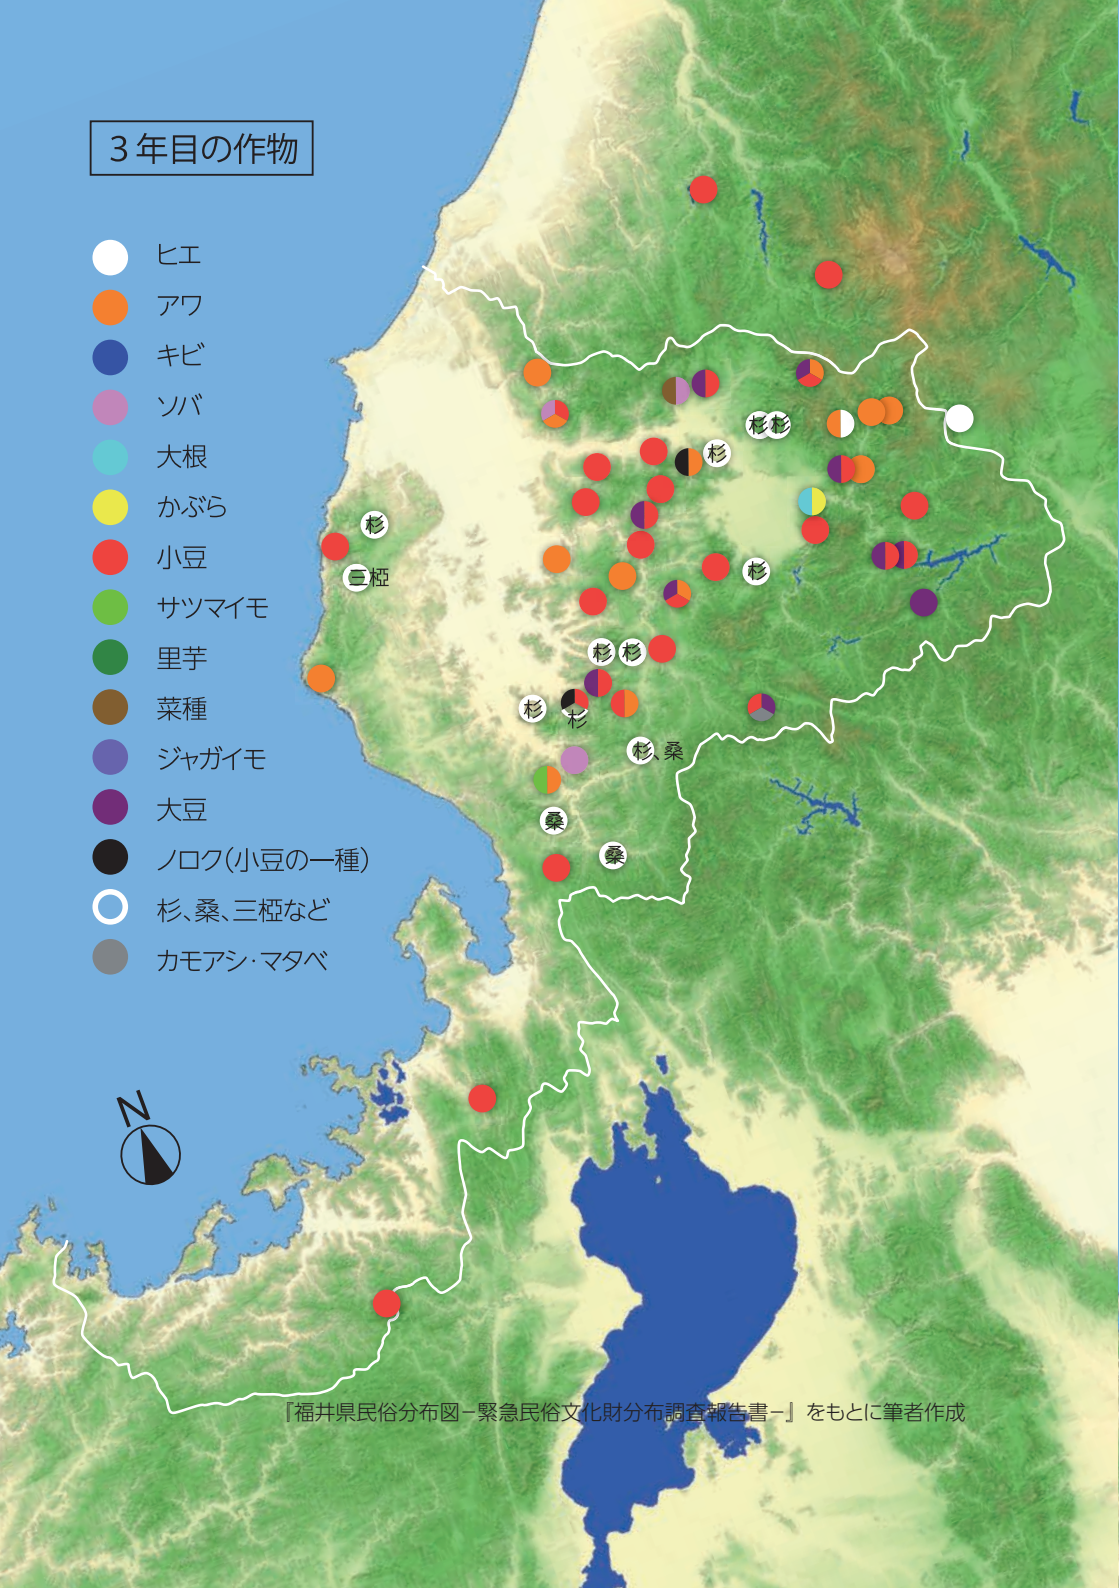 3年目の作物
ヒエ
アワ
キビ
ソバ
大根
かぶら
小豆
サツマイモ
里芋
菜種
ジャガイモ
大豆
ノロク(小豆の一種)
杉、桑、三椏など
カモアシ・マタベ
杉
杉
杉
杉
三椏
杉
杉
杉
杉
杉
杉、桑
桑
桑
N
『福井県民俗分布図－緊急民俗文化財分布調査報告書－』をもとに筆者作成